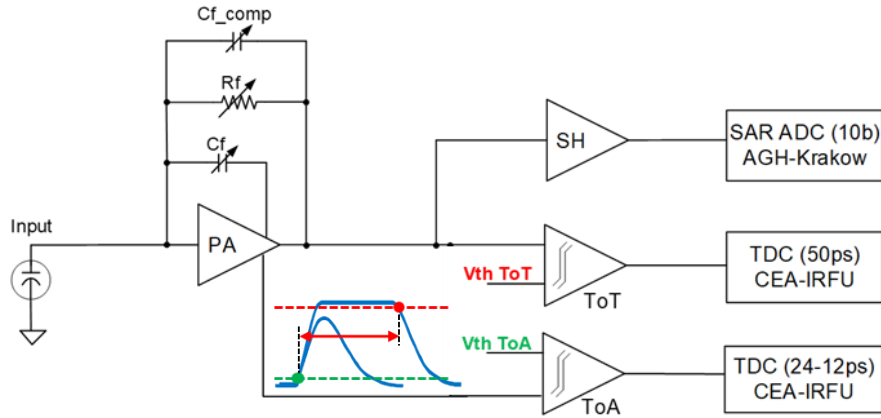 Cf_comp
Rf
Cf
Input
PA
SH
SAR ADC (10b)
AGH-Krakow
Vth ToT
ToT
TDC (50ps)
CEA-IRFU
Vth ToA
ToA
TDC (24-12ps)
CEA-IRFU